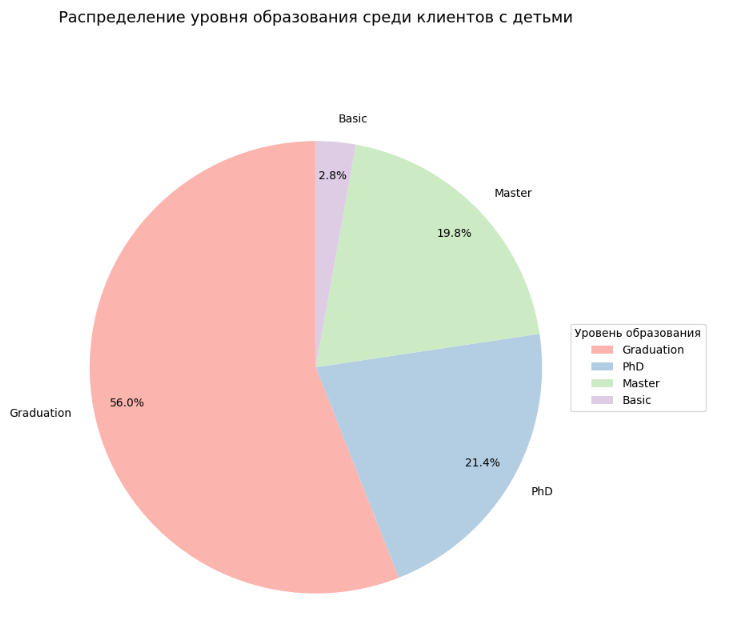 Распределение уровня образования среди клиентов с детьми
Basic
2.8%
Master
19.8%
Уровень образования
Graduation
PhD
Master
Basic
56.0%
Graduation
21.4%
PhD